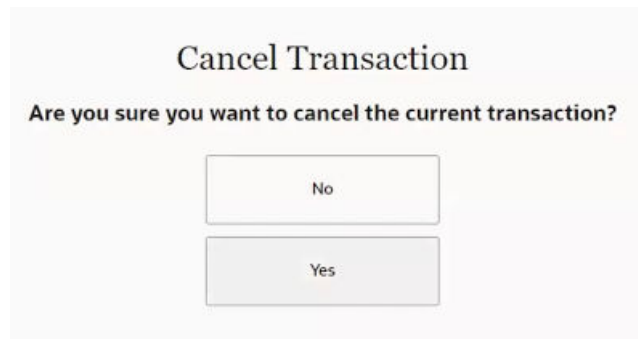 Cancel Transaction
Are you sure you want to cancel the current transaction?
No
Yes